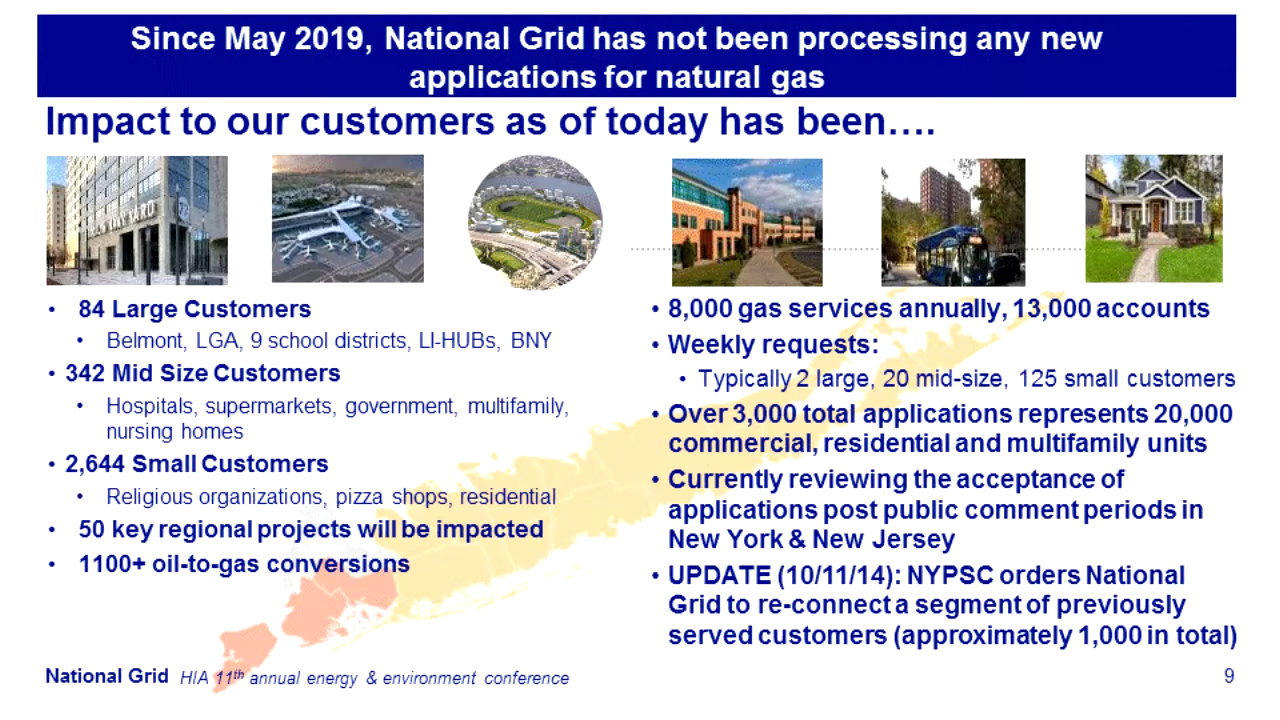 Since May 2019, National Grid has not been processing any new
applications for natural gas
Impact to our customers as of today has been….
• 84 Large Customers
• Belmont, LGA, 9 school districts, LI-HUBs, BNY
• 342 Mid Size Customers
• Hospitals, supermarkets, government, multifamily,
nursing homes
• 2,644 Small Customers
• Religious organizations, pizza shops, residential
• 50 key regional projects will be impacted
• 1100+ oil-to-gas conversions
• 8,000 gas services annually, 13,000 accounts
• Weekly requests:
• Typically 2 large, 20 mid-size, 125 small customers
• Over 3,000 total applications represents 20,000
commercial, residential and multifamily units
• Currently reviewing the acceptance of
applications post public comment periods in
New York & New Jersey
• UPDATE (10/11/14): NYPSC orders National
Grid to re-connect a segment of previously
served customers (approximately 1,000 in total)
National Grid HIA 11th annual energy & environment conference
9